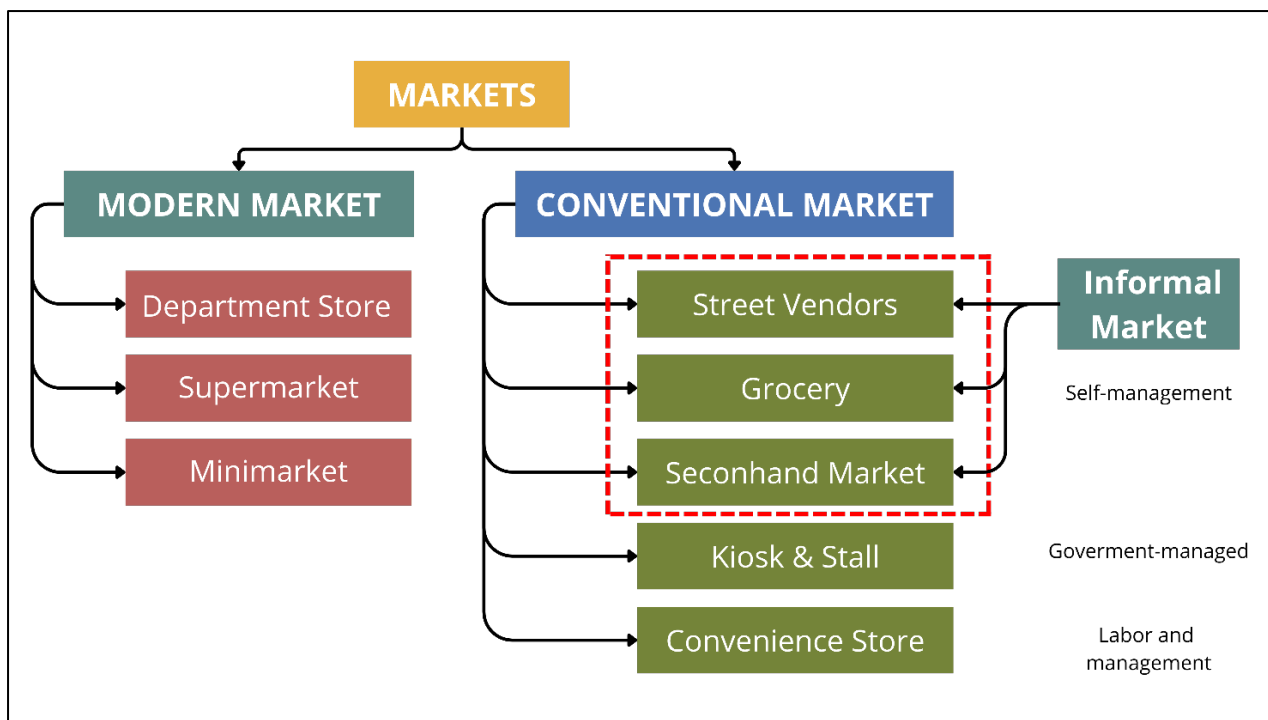 MARKETS
MODERN MARKET
CONVENTIONAL MARKET
Department Store
Supermarket
Minimarket
Street Vendors
Grocery
Seconhand Market
Kiosk & Stall
Convenience Store
Informal
Market
Self-management
Goverment-managed
Labor and
management